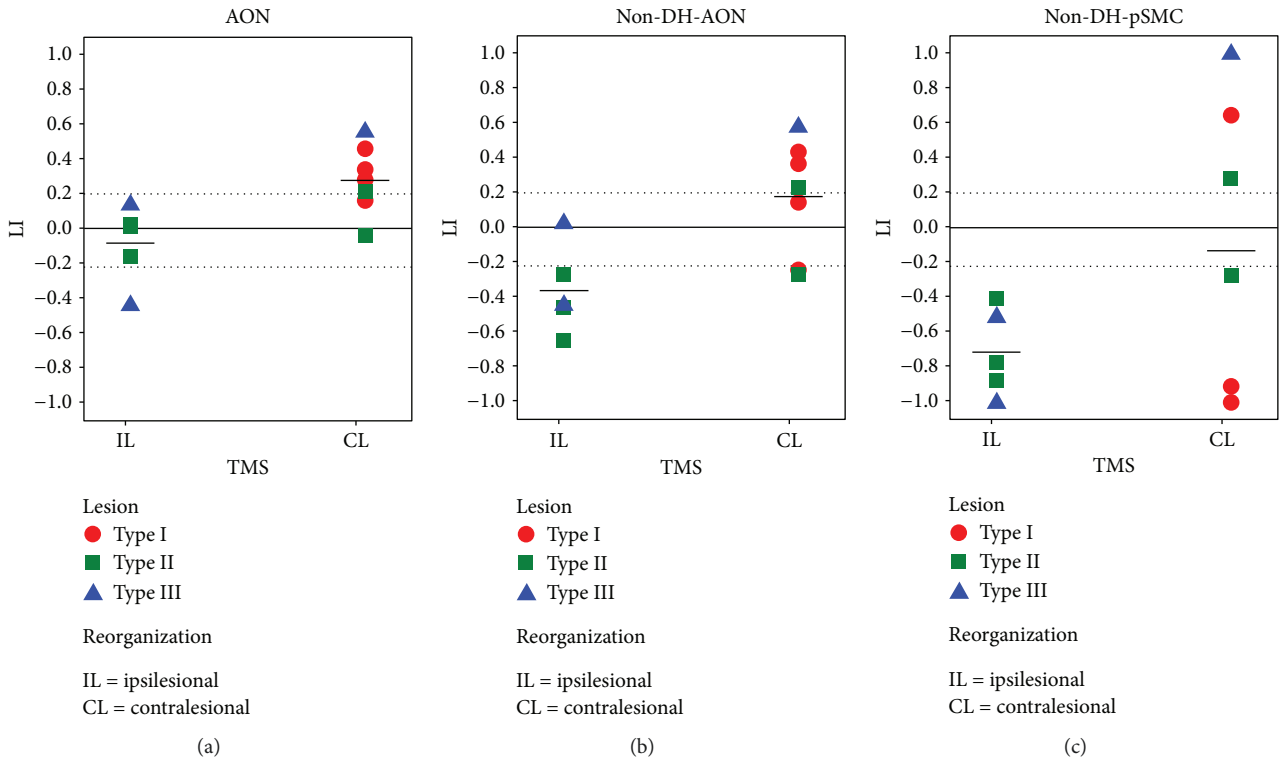 AON
LI
1.0
0.8
0.6
0.4
0.2
0.0
−0.2
−0.4
−0.6
−0.8
−1.0
IL
CL
TMS
Lesion
Type I
Type II
Type III
Reorganization
IL = ipsilesional
CL = contralesional
(a)
Non-DH-AON
LI
1.0
0.8
0.6
0.4
0.2
0.0
−0.2
−0.4
−0.6
−0.8
−1.0
IL
CL
TMS
Lesion
Type I
Type II
Type III
Reorganization
IL = ipsilesional
CL = contralesional
(b)
Non-DH-pSMC
LI
1.0
0.8
0.6
0.4
0.2
0.0
−0.2
−0.4
−0.6
−0.8
−1.0
IL
CL
TMS
Lesion
Type I
Type II
Type III
Reorganization
IL = ipsilesional
CL = contralesional
(c)